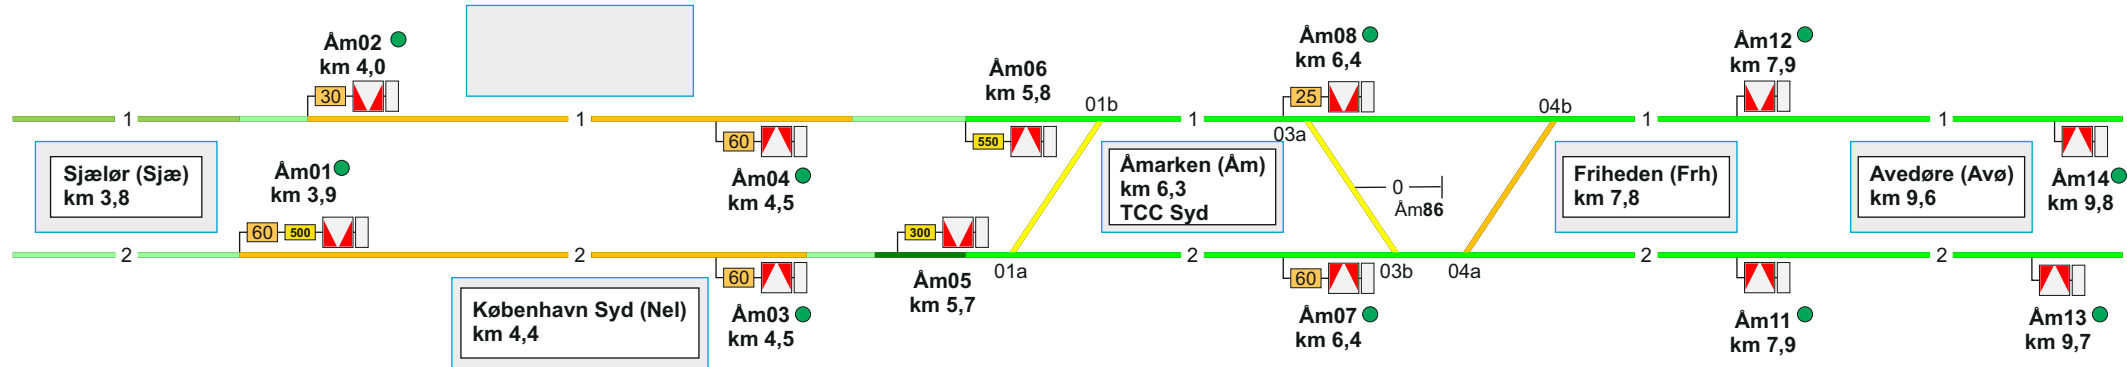 Åm02
km 4,0
30
1
1
60
Åm04
km 4,5
Åm06
km 5,8
550
01b
1
Åm08
km 6,4
25
03a
04b
1
Åm12
km 7,9
1
Åm14
km 9,8
Sjælør (Sjæ)
km 3,8
Åm01
km 3,9
60
500
2
2
København Syd (Nel)
km 4,4
60
Åm03
km 4,5
300
Åm05
km 5,7
01a
Åmarken (Åm)
km 6,3
TCC Syd
2
0
Åm86
60
Åm07
km 6,4
03b
04a
Friheden (Frh)
km 7,8
2
Åm11
km 7,9
Avedøre (Avø)
km 9,6
2
Åm13
km 9,7